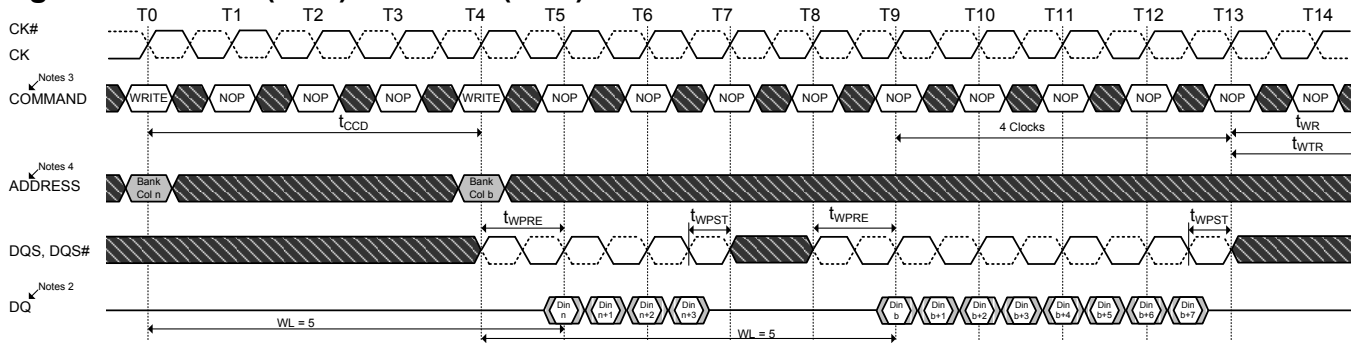 T0 T1 T2 T3 T4 T5 T6 T7 T8 T9 T10 T11 T12 T13 T14
CK#
CK
Notes 3
COMMAND
WRITE NOP NOP NOP WRITE NOP NOP NOP NOP NOP NOP NOP NOP NOP NOP
tCCD
4 Clocks
tWR
tWTR
Notes 4
ADDRESS
Bank Col n
Bank Col b
tWPRE
tWPST
tWPRE
tWPST
DQS, DQS#
Notes 2
DQ
Din n
Din n+1
Din n+2
Din n+3
Din b
Din b+1
Din b+2
Din b+3
Din b+4
Din b+5
Din b+6
Din b+7
WL = 5
WL = 5